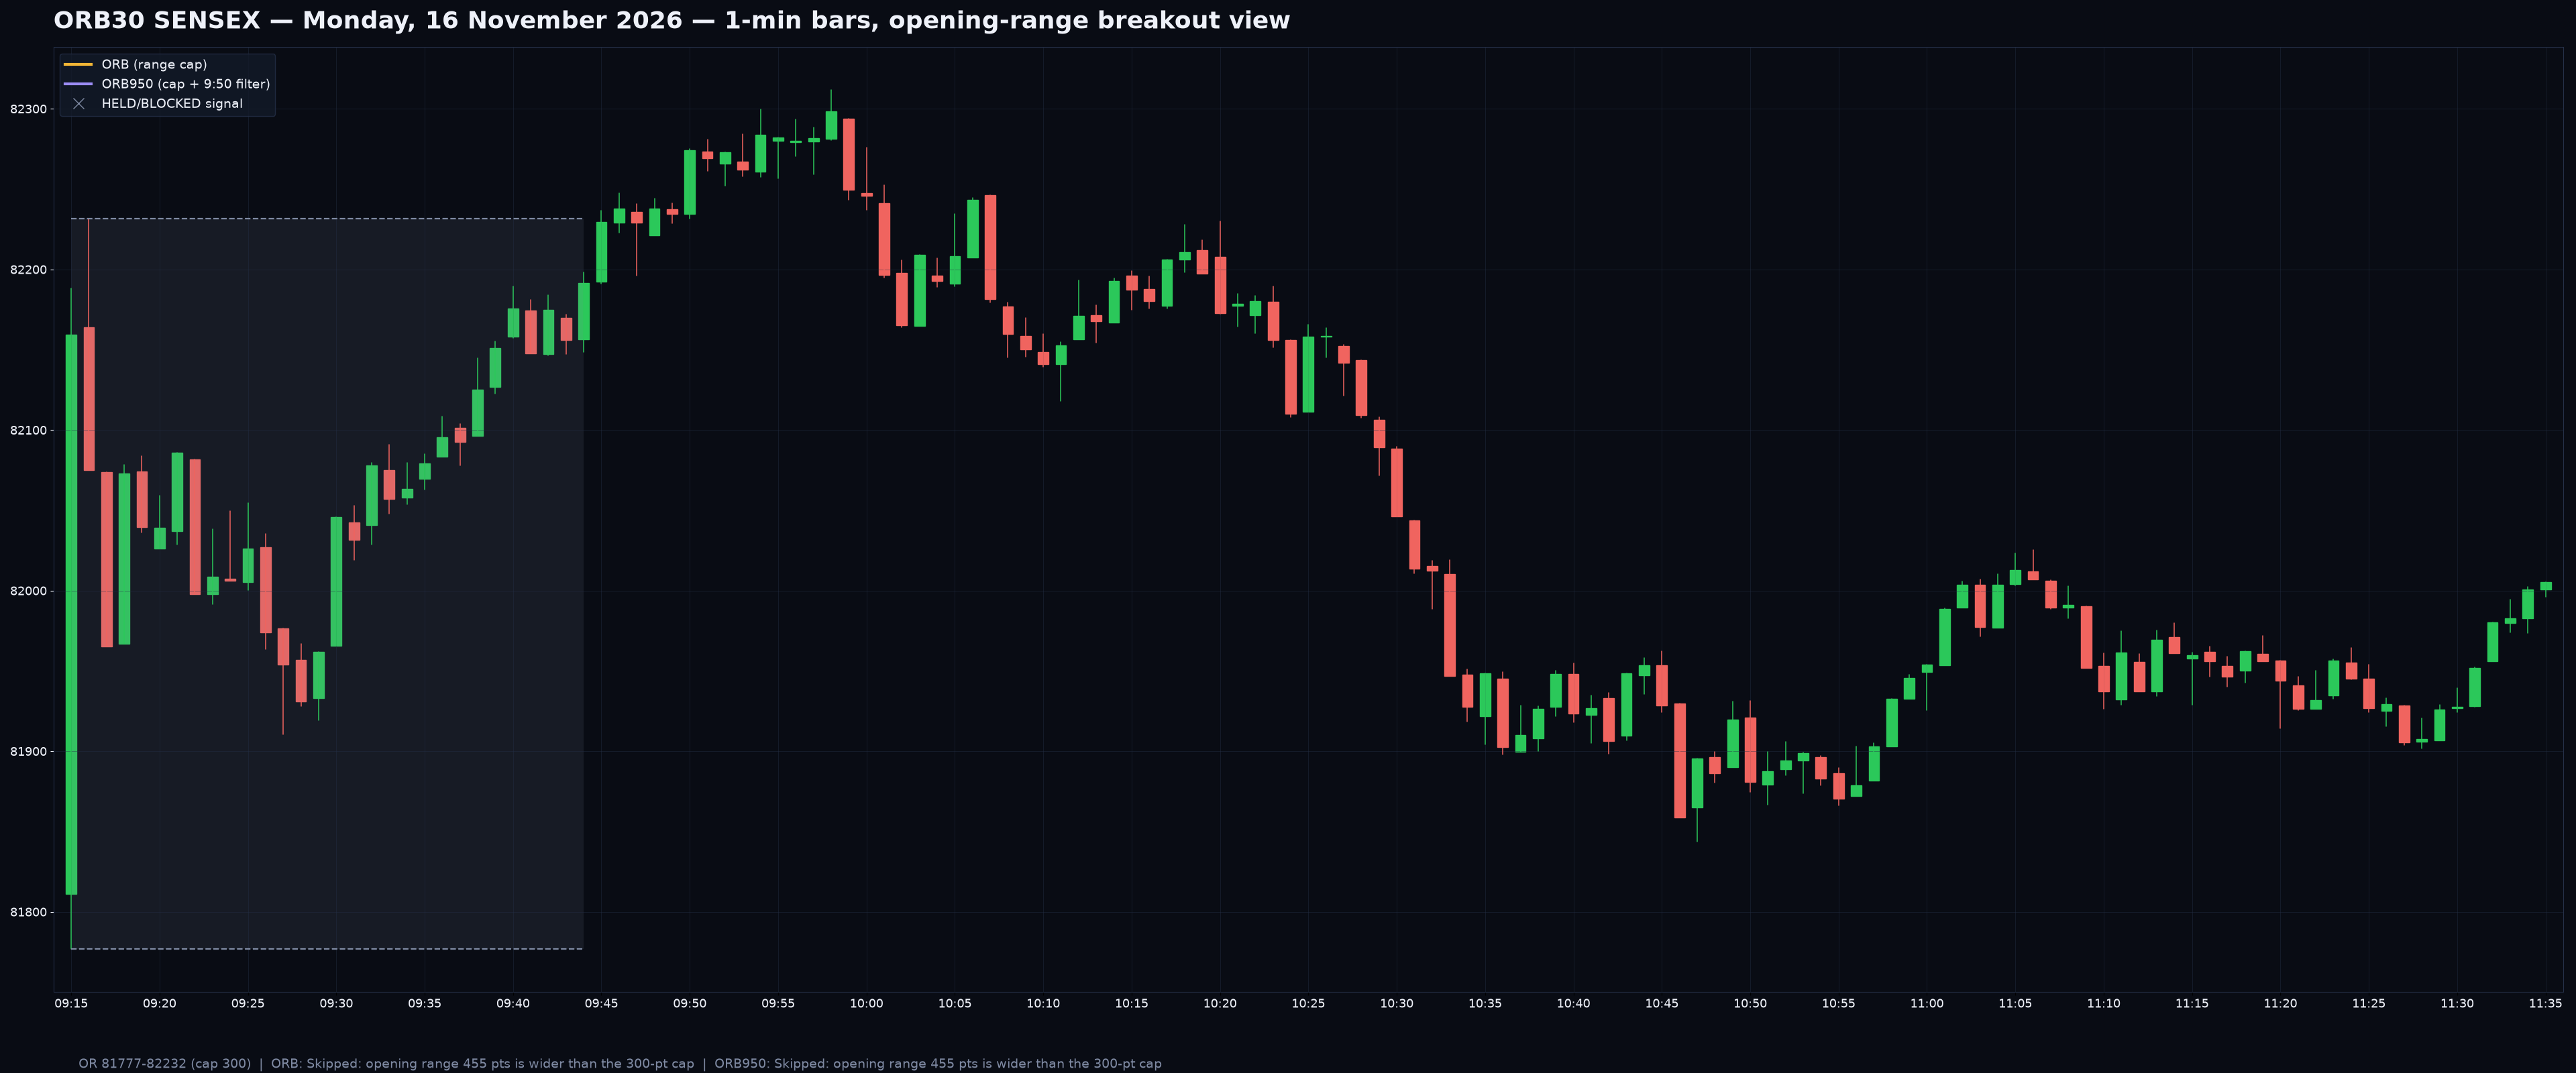 ORB30 SENSEX — Monday, 16 November 2026 — 1-min bars, opening-range breakout view
ORB (range cap)
ORB950 (cap + 9:50 filter)
HELD/BLOCKED signal
82300
82200
82100
82000
81900
81800
09:15 09:20 09:25 09:30 09:35 09:40 09:45 09:50 09:55 10:00 10:05 10:10 10:15 10:20 10:25 10:30 10:35 10:40 10:45 10:50 10:55 11:00 11:05 11:10 11:15 11:20 11:25 11:30 11:35
OR 81777-82232 (cap 300) | ORB: Skipped: opening range 455 pts is wider than the 300-pt cap | ORB950: Skipped: opening range 455 pts is wider than the 300-pt cap